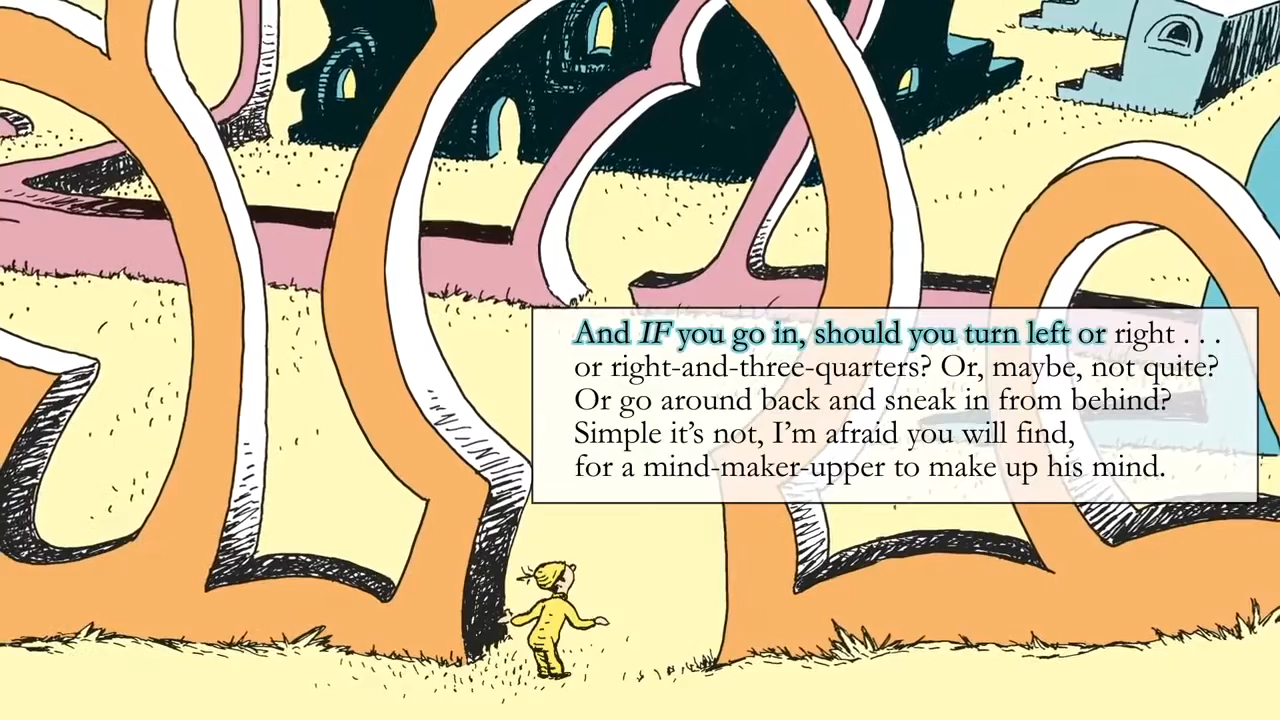 And IF you go in, should you turn left or right . . .
or right-and-three-quarters? Or, maybe, not quite?
Or go around back and sneak in from behind?
Simple it’s not, I’m afraid you will find,
for a mind-maker-upper to make up his mind.